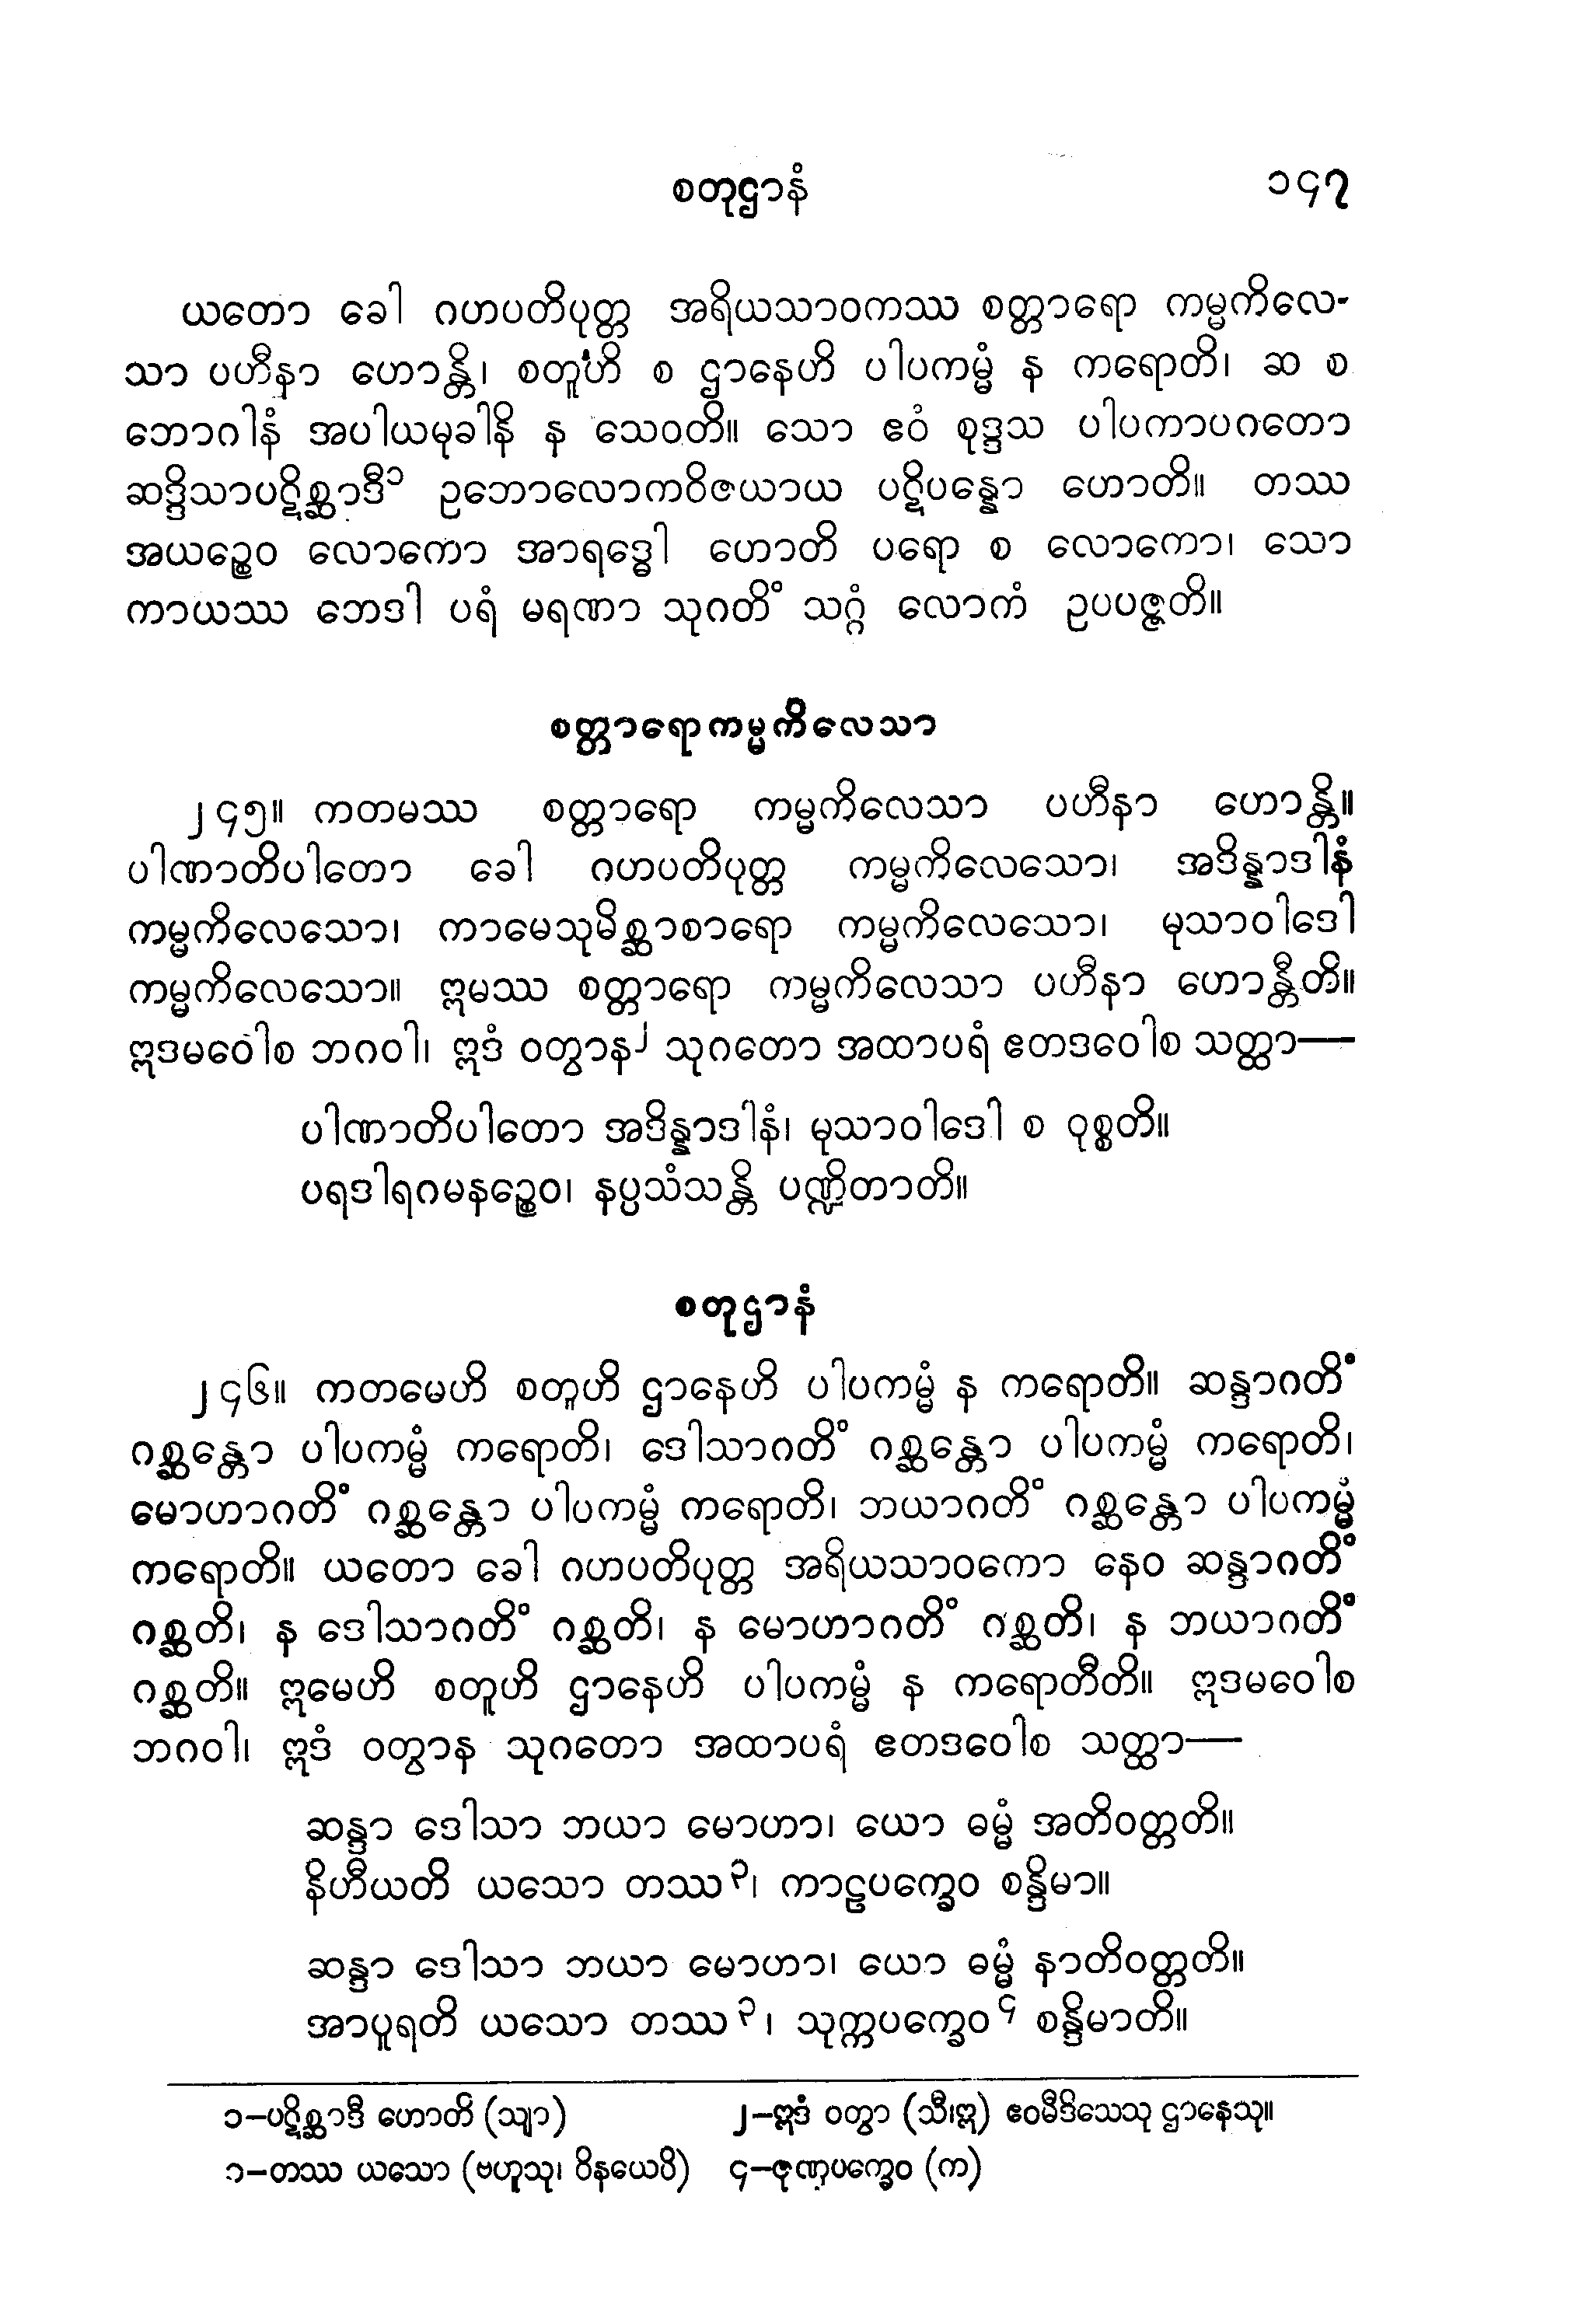 စတုဌာနံ ၁၄၇
ယတော ခေါ ဂဟပတိပုတ္တ အရိယသာဝကဿ စတ္တာရော ကမ္မကိလေ-
သာ ပဟီနာ ဟောန္တိ၊ စတူဟိ စ ဌာနေဟိ ပါပကမ္မံ န ကရောတိ၊ ဆ စ
ဘောဂါနံ အပါယမုခါနိ န သေဝတိ။ သော ဧဝံ စုဒ္ဒသ ပါပကာပဂတော
ဆဒ္ဒိသာပဋိစ္ဆာဒီ၁ ဥဘောလောကဝိဇယာယ ပဋိပန္နော ဟောတိ။ တဿ
အယဉ္စေဝ လောကော အာရဒ္ဓေါ ဟောတိ ပရော စ လောကော၊ သော
ကာယဿ ဘေဒါ ပရံ မရဏာ သုဂတိံ သဂ္ဂံ လောကံ ဥပပဇ္ဇတိ။
စတ္တာရောကမ္မကိလေသာ
၂၄၅။ ကတမဿ စတ္တာရော ကမ္မကိလေသာ ပဟီနာ ဟောန္တိ။
ပါဏာတိပါတော ခေါ ဂဟပတိပုတ္တ ကမ္မကိလေသော၊ အဒိန္နာဒါနံ
ကမ္မကိလေသော၊ ကာမေသုမိစ္ဆာစာရော ကမ္မကိလေသော၊ မုသာဝါဒေါ
ကမ္မကိလေသော။ ဣမဿ စတ္တာရော ကမ္မကိလေသာ ပဟီနာ ဟောန္တီတိ။
ဣဒမဝေါစ ဘဂဝါ၊ ဣဒံ ဝတွာန၂ သုဂတော အထာပရံ ဧတဒဝေါစ သတ္ထာ—
ပါဏာတိပါတော အဒိန္နာဒါနံ၊ မုသာဝါဒေါ စ ဝုစ္စတိ။
ပရဒါရဂမနဉ္စေဝ၊ နပ္ပသံသန္တိ ပဏ္ဍိတာတိ။
စတုဌာနံ
၂၄၆။ ကတမေဟိ စတူဟိ ဌာနေဟိ ပါပကမ္မံ န ကရောတိ။ ဆန္ဒာဂတိံ
ဂစ္ဆန္တော ပါပကမ္မံ ကရောတိ၊ ဒေါသာဂတိံ ဂစ္ဆန္တော ပါပကမ္မံ ကရောတိ၊
မောဟာဂတိံ ဂစ္ဆန္တော ပါပကမ္မံ ကရောတိ၊ ဘယာဂတိံ ဂစ္ဆန္တော ပါပကမ္မံ
ကရောတိ။ ယတော ခေါ ဂဟပတိပုတ္တ အရိယသာဝကော နေဝ ဆန္ဒာဂတိံ
ဂစ္ဆတိ၊ န ဒေါသာဂတိံ ဂစ္ဆတိ၊ န မောဟာဂတိံ ဂစ္ဆတိ၊ န ဘယာဂတိံ
ဂစ္ဆတိ။ ဣမေဟိ စတူဟိ ဌာနေဟိ ပါပကမ္မံ န ကရောတီတိ။ ဣဒမဝေါစ
ဘဂဝါ၊ ဣဒံ ဝတွာန သုဂတော အထာပရံ ဧတဒဝေါစ သတ္ထာ—
ဆန္ဒာ ဒေါသာ ဘယာ မောဟာ၊ ယော ဓမ္မံ အတိဝတ္တတိ။
နိဟီယတိ ယသော တဿ၃၊ ကာဠပက္ခေဝ စန္ဒိမာ။
ဆန္ဒာ ဒေါသာ ဘယာ မောဟာ၊ ယော ဓမ္မံ နာတိဝတ္တတိ။
အာပူရတိ ယသော တဿ၃၊ သုက္ကပက္ခေဝ၄ စန္ဒိမာတိ။
၁−ပဋိစ္ဆာဒီ ဟောတိ (သျာ) ၂−ဣဒံ ဝတွာ (သီ၊ဣ) ဧဝမီဒိသေသု ဌာနေသု။
၁−တဿ ယသော (ဗဟူသု၊ ဝိနယေပိ) ၄−ဇုဏှပက္ခေဝ (က)